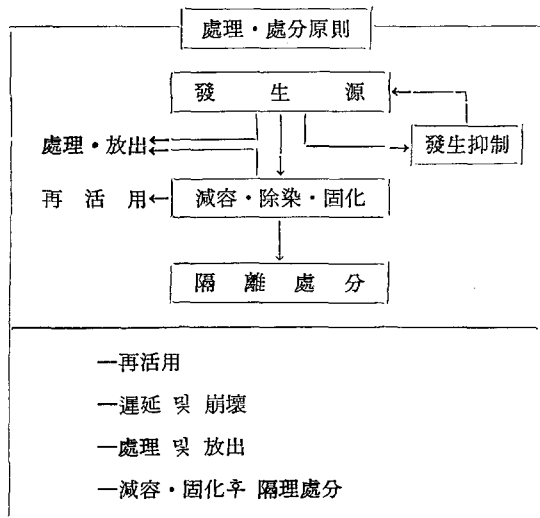 處理·處分原則
發生源
處理·放出
發生抑制
再活用
減容·除染·固化
隔離處分
—再活用
—遲延 및 崩壞
—處理 및 放出
—減容·固化후 隔理處分